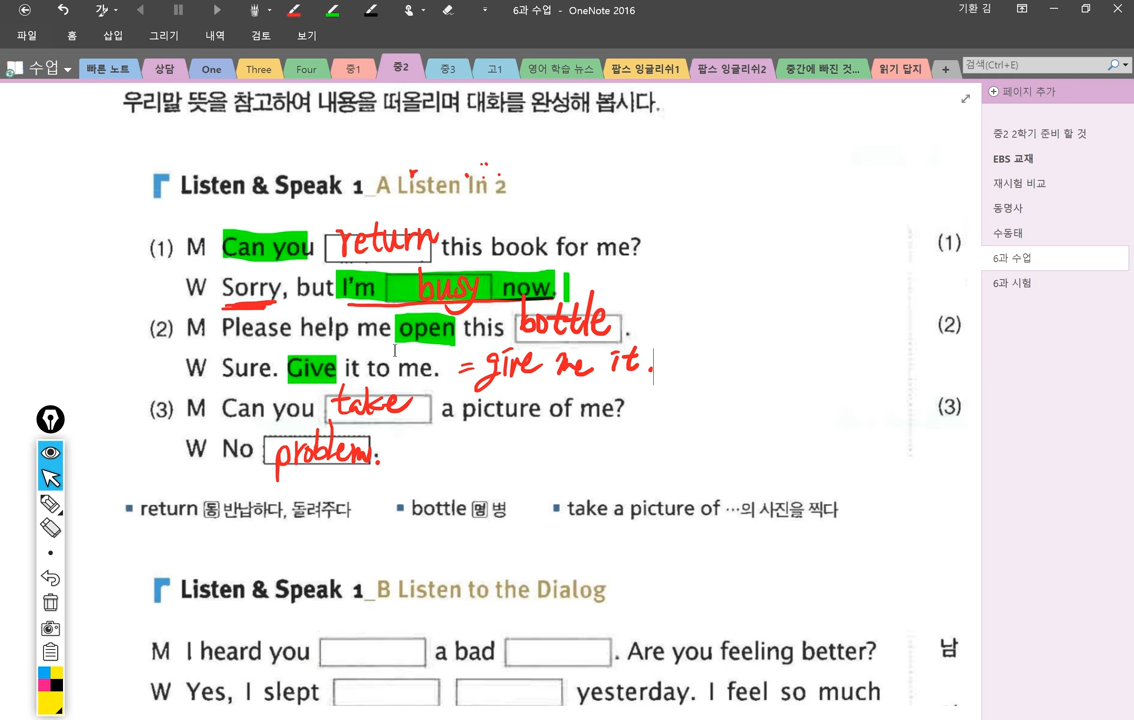 6과 수업 - OneNote 2016
기환 김
파일 홈 삽입 그리기 내역 검토 보기
수업 빠른 노트 상담 One Three Four 중1 중2 중3 고1 영어 학습 뉴스 팝스 잉글리쉬1 팝스 잉글리쉬2 중간에 빠진 것... 읽기 답지 + 검색(Ctrl+E)
페이지 추가
중2 2학기 준비 할 것
EBS 교재
재시험 비교
동명사
수동태
6과 수업
6과 시험
우리말 뜻을 참고하여 내용을 떠올리며 대화를 완성해 봅시다.
Listen & Speak 1_A Listen In 2
(1) M Can you return this book for me? (1)
W Sorry, but I'm busy now.
(2) M Please help me open this bottle. (2)
W Sure. Give it to me. = give me it.
(3) M Can you take a picture of me? (3)
W No problem.
return 동 반납하다, 돌려주다 bottle 명 병 take a picture of …의 사진을 찍다
Listen & Speak 1_B Listen to the Dialog
M I heard you a bad . Are you feeling better? 남
W Yes, I slept yesterday. I feel so much